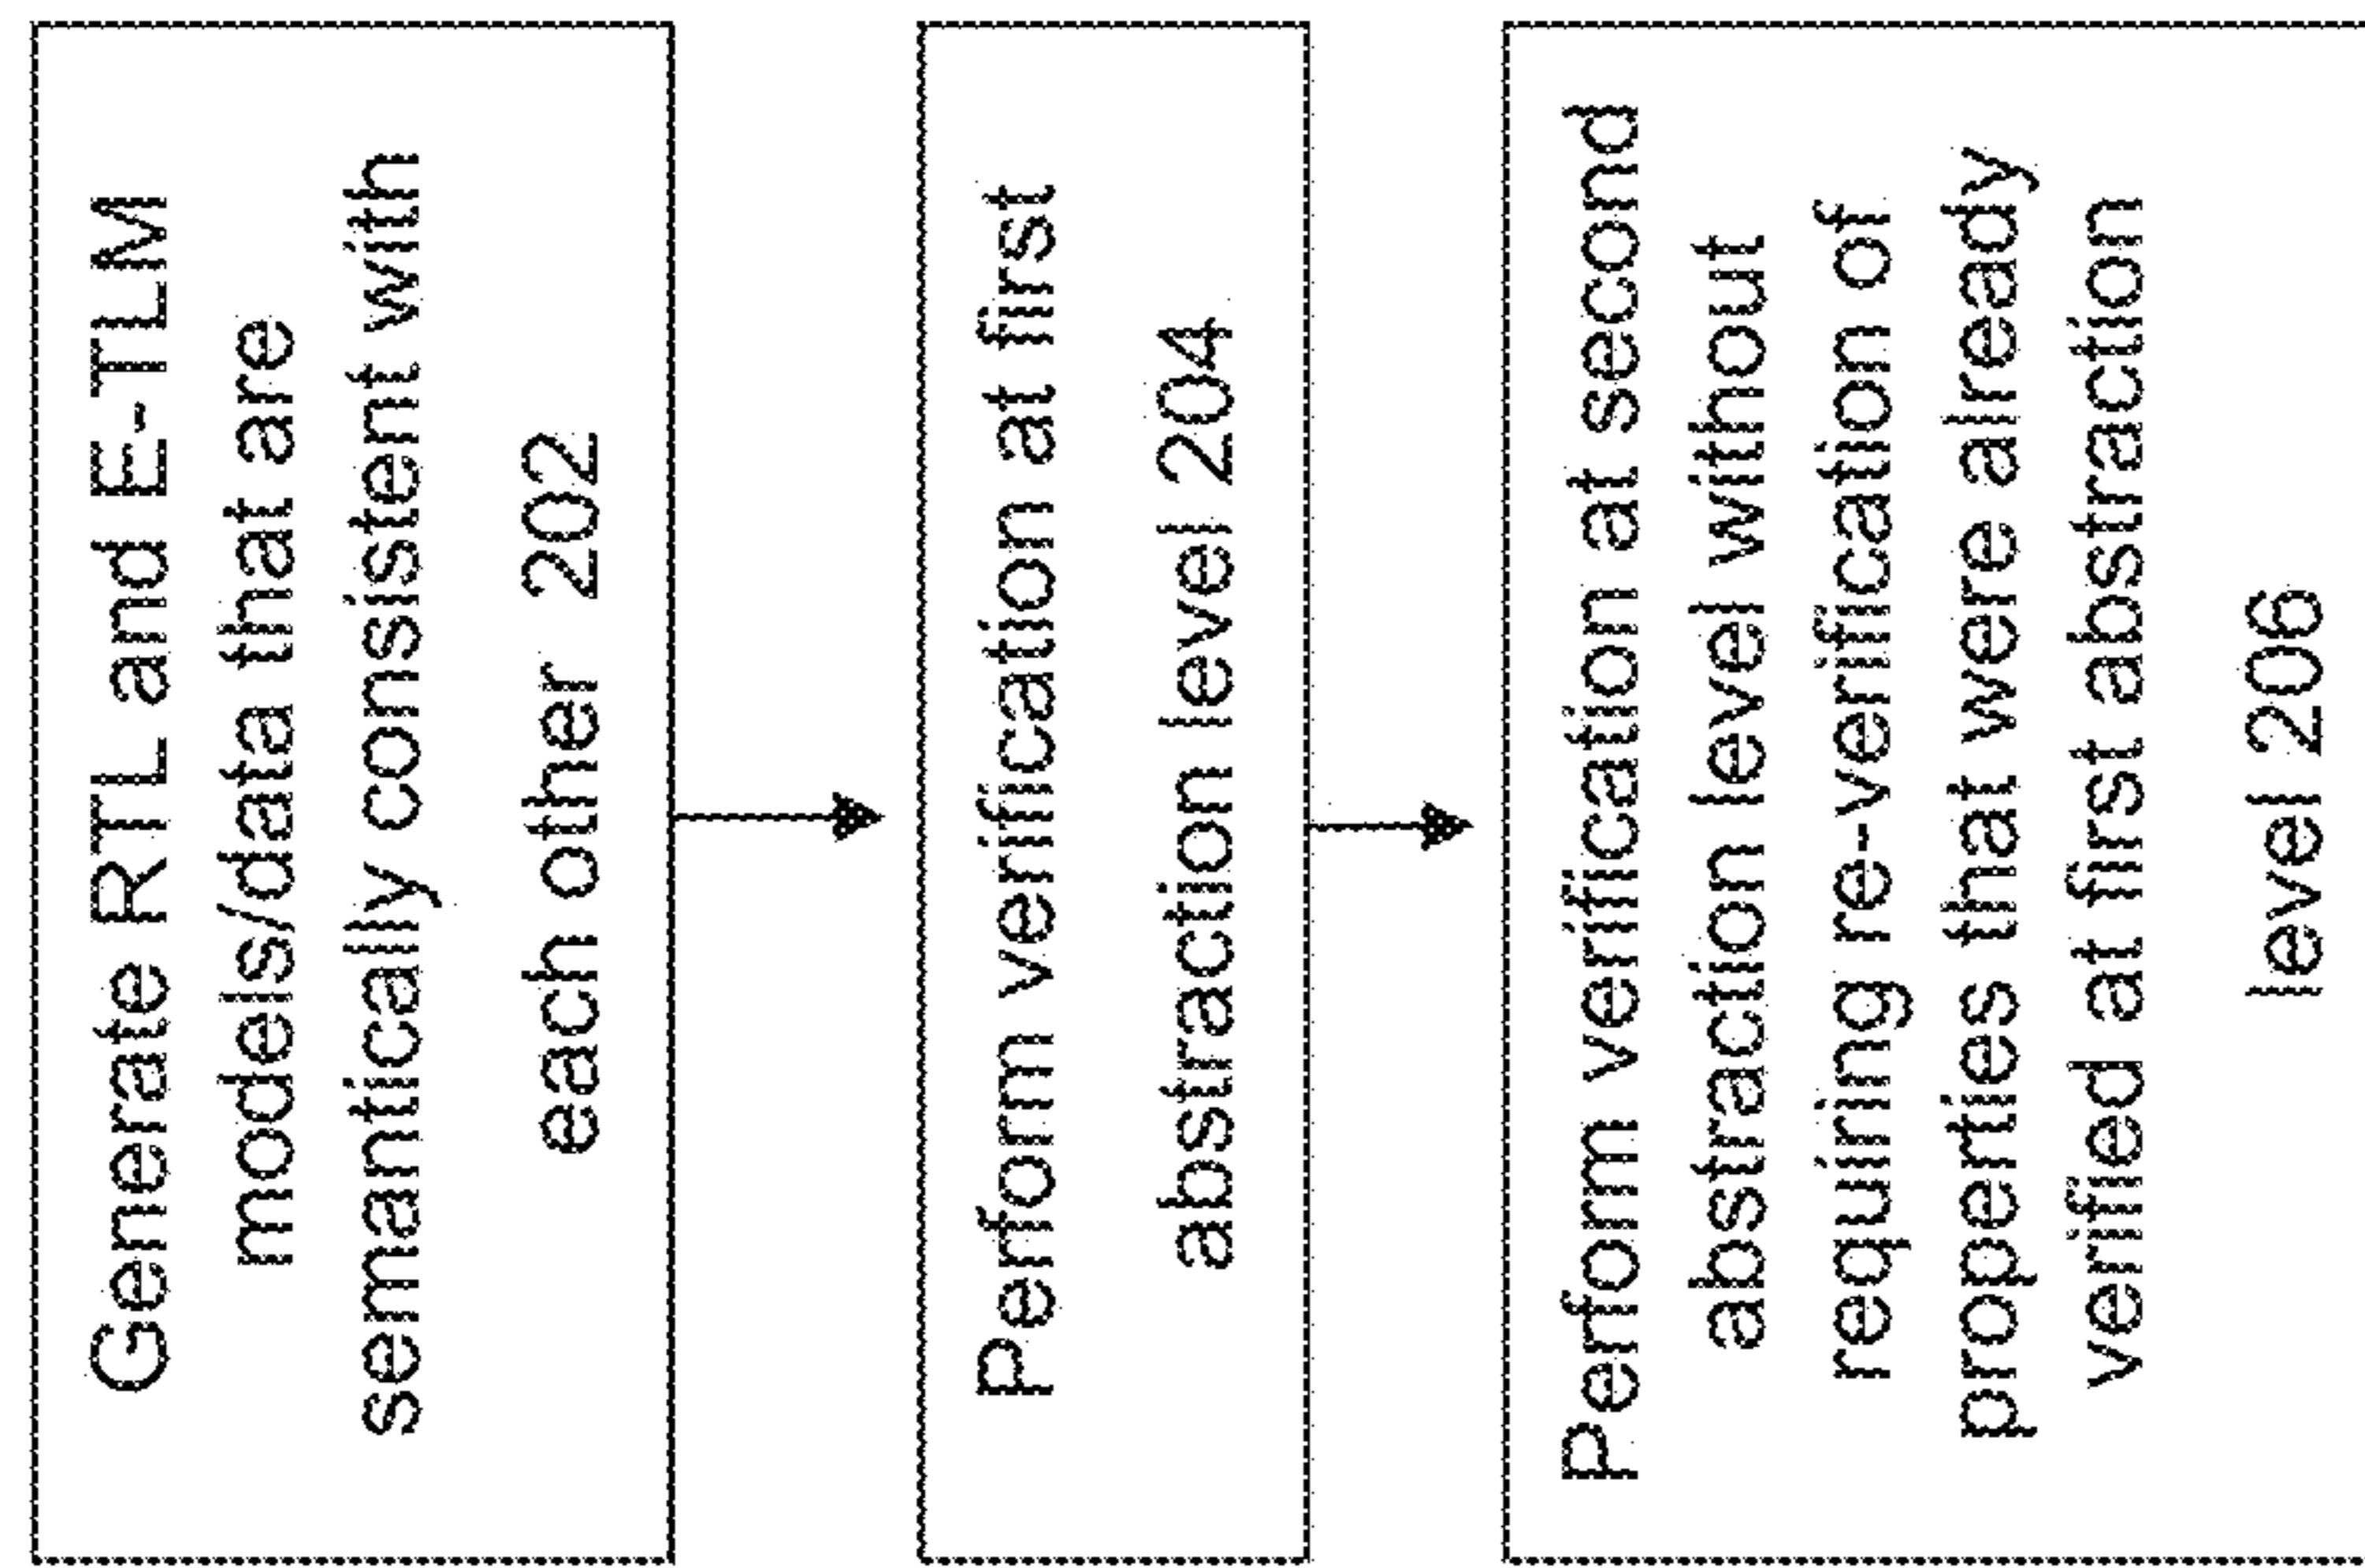 Generate RTL and E-TLM
models/data that are
semantically consistent with
each other 202
Perform verification at first
abstraction level 204
Perform verification at second
abstraction level without
requiring re-verification of
properties that were already
verified at first abstraction
level 206